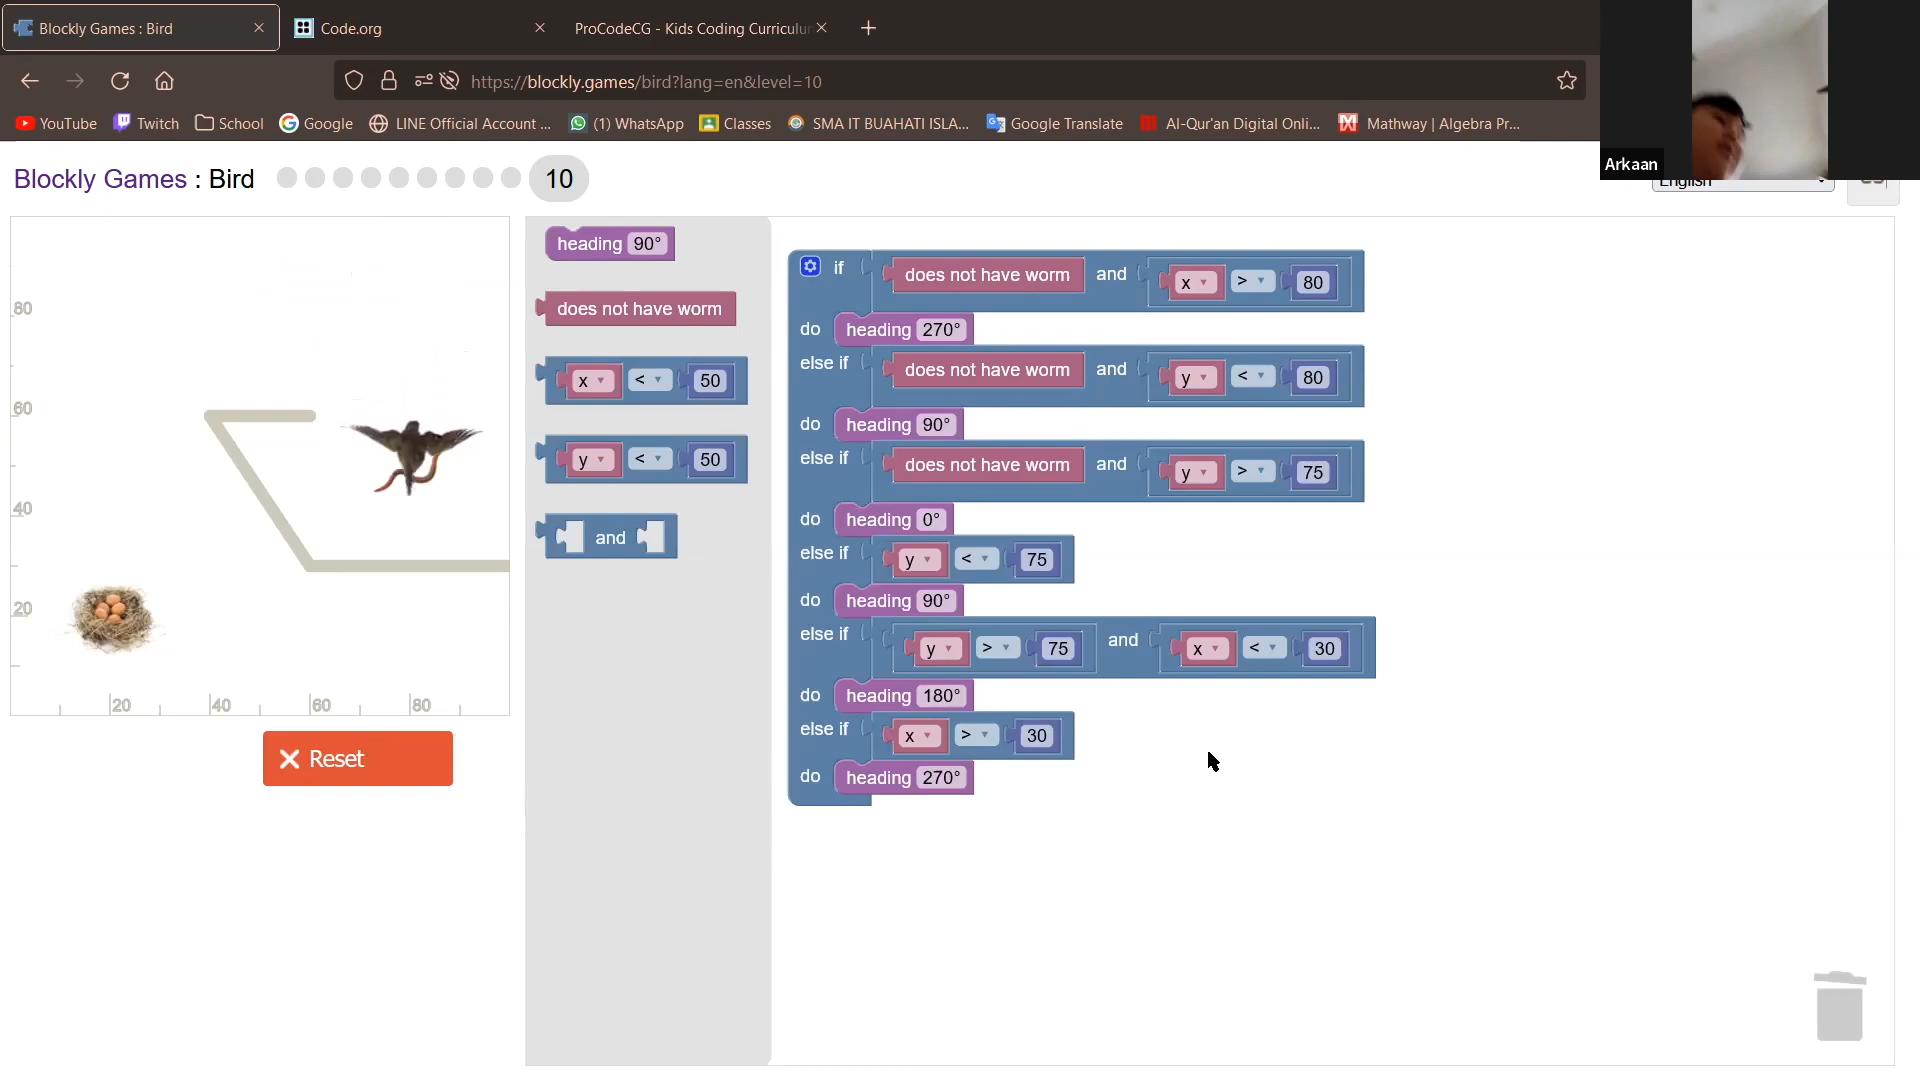 Blockly Games : Bird
Code.org
ProCodeCG - Kids Coding Curriculum
https://blockly.games/bird?lang=en&level=10
YouTube
Twitch
School
Google
LINE Official Account ...
(1) WhatsApp
Classes
SMA IT BUAHATI ISLA...
Google Translate
Al-Qur'an Digital Onli...
Mathway | Algebra Pr...
Arkaan
Blockly Games : Bird
10
English
80
60
40
20
20
40
60
80
Reset
heading 90°
does not have worm
x < 50
y < 50
and
if does not have worm and x > 80
do heading 270°
else if does not have worm and y < 80
do heading 90°
else if does not have worm and y > 75
do heading 0°
else if y < 75
do heading 90°
else if y > 75 and x < 30
do heading 180°
else if x > 30
do heading 270°